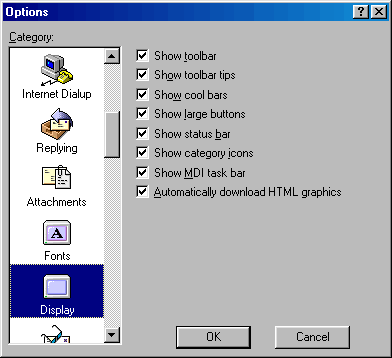 Options
Category:
Internet Dialup
Replying
Attachments
Fonts
Display
Show toolbar
Show toolbar tips
Show cool bars
Show large buttons
Show status bar
Show category icons
Show MDI task bar
Automatically download HTML graphics
OK
Cancel